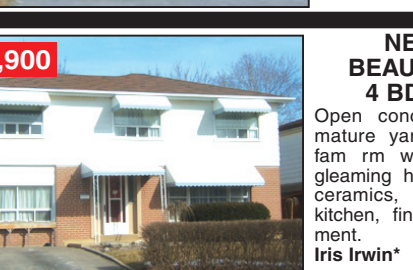 ,900
NE
BEAU
4 BD
Open conc
mature yar
fam rm w
gleaming h
ceramics,
kitchen, fin
ment.
Iris Irwin*